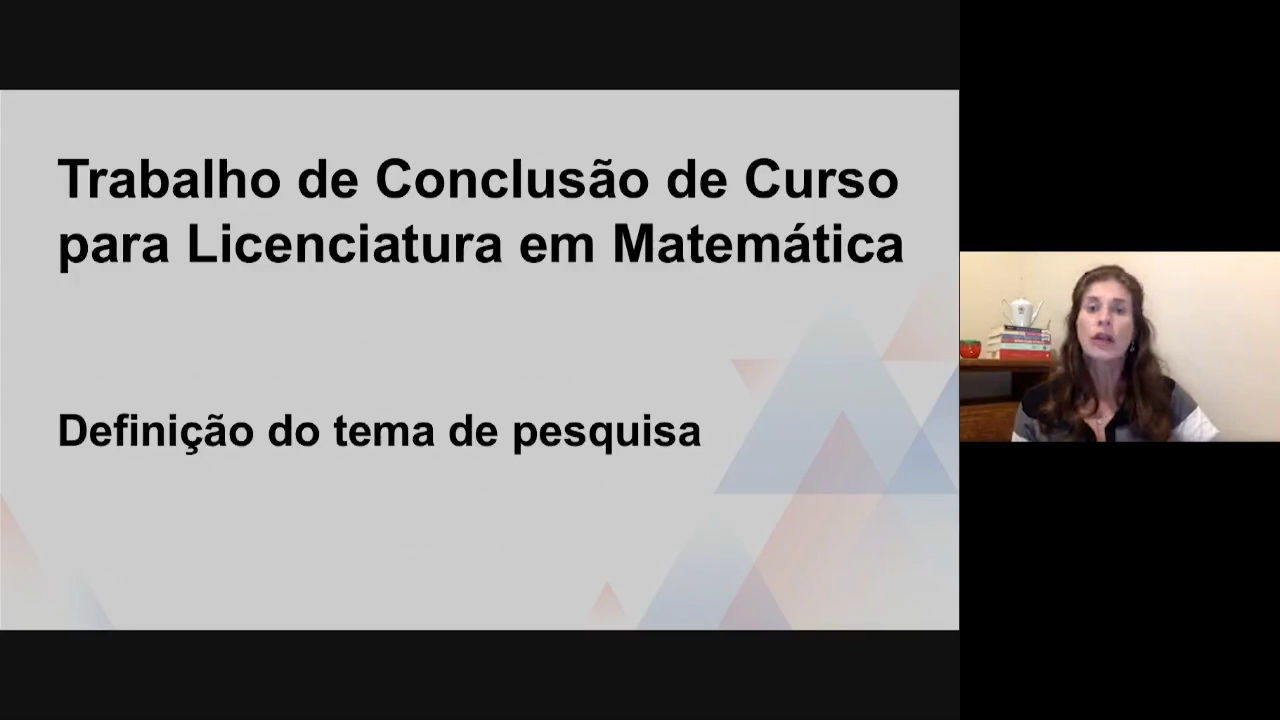 Trabalho de Conclusão de Curso
para Licenciatura em Matemática
Definição do tema de pesquisa